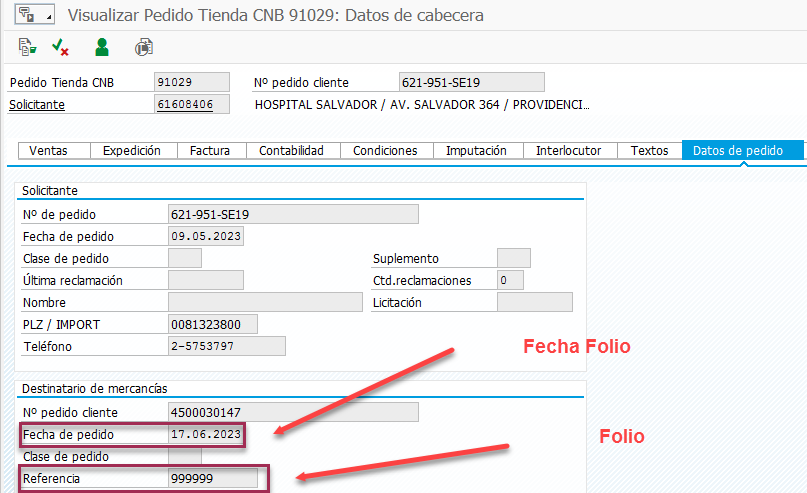 Visualizar Pedido Tienda CNB 91029: Datos de cabecera
Pedido Tienda CNB 91029 Nº pedido cliente 621-951-SE19
Solicitante 61608406 HOSPITAL SALVADOR / AV. SALVADOR 364 / PROVIDENCI...
Ventas Expedición Factura Contabilidad Condiciones Imputación Interlocutor Textos Datos de pedido
Solicitante
Nº de pedido 621-951-SE19
Fecha de pedido 09.05.2023
Clase de pedido Suplemento
Última reclamación Ctd.reclamaciones 0
Nombre Licitación
PLZ / IMPORT 0081323800
Teléfono 2-5753797
Fecha Folio
Destinatario de mercancías
Nº pedido cliente 4500030147
Fecha de pedido 17.06.2023
Folio
Clase de pedido
Referencia 999999